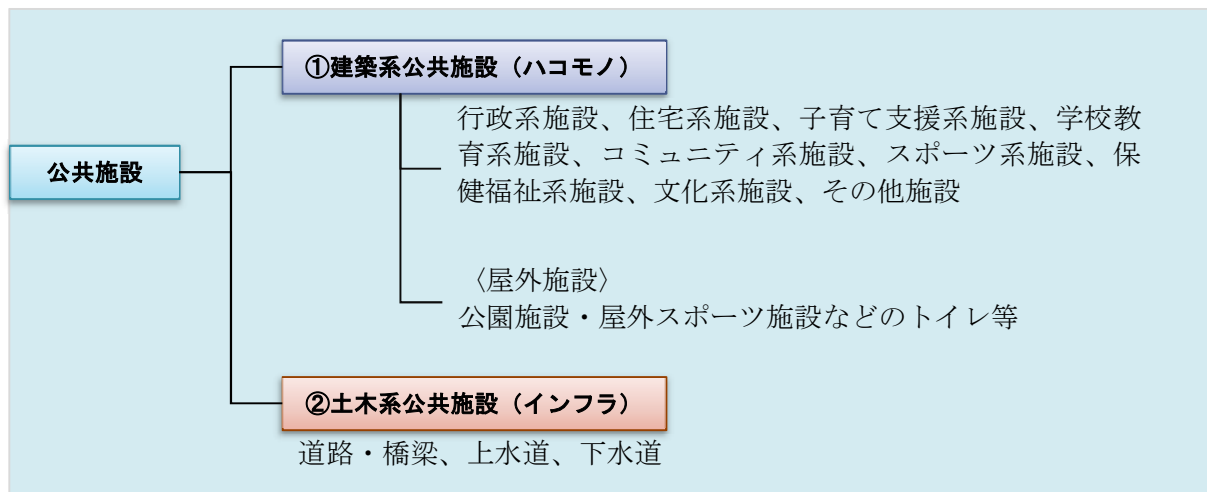 ①建築系公共施設（ハコモノ）
行政系施設、住宅系施設、子育て支援系施設、学校教
育系施設、コミュニティ系施設、スポーツ系施設、保
健福祉系施設、文化系施設、その他施設
公共施設
〈屋外施設〉
公園施設・屋外スポーツ施設などのトイレ等
②土木系公共施設（インフラ）
道路・橋梁、上水道、下水道